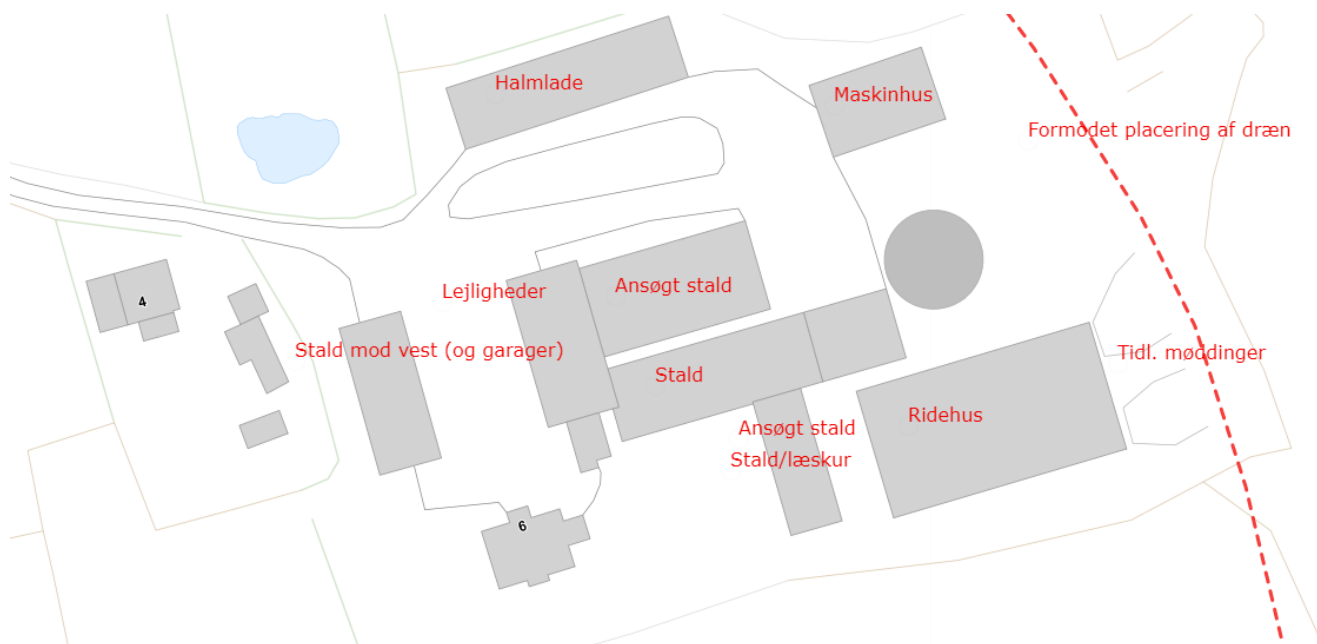 Halmlade
Maskinhus
Formodet placering af dræn
Lejligheder
Ansøgt stald
4
Stald mod vest (og garager)
Tidl. møddinger
Stald
Ridehus
Ansøgt stald
Stald/læskur
6